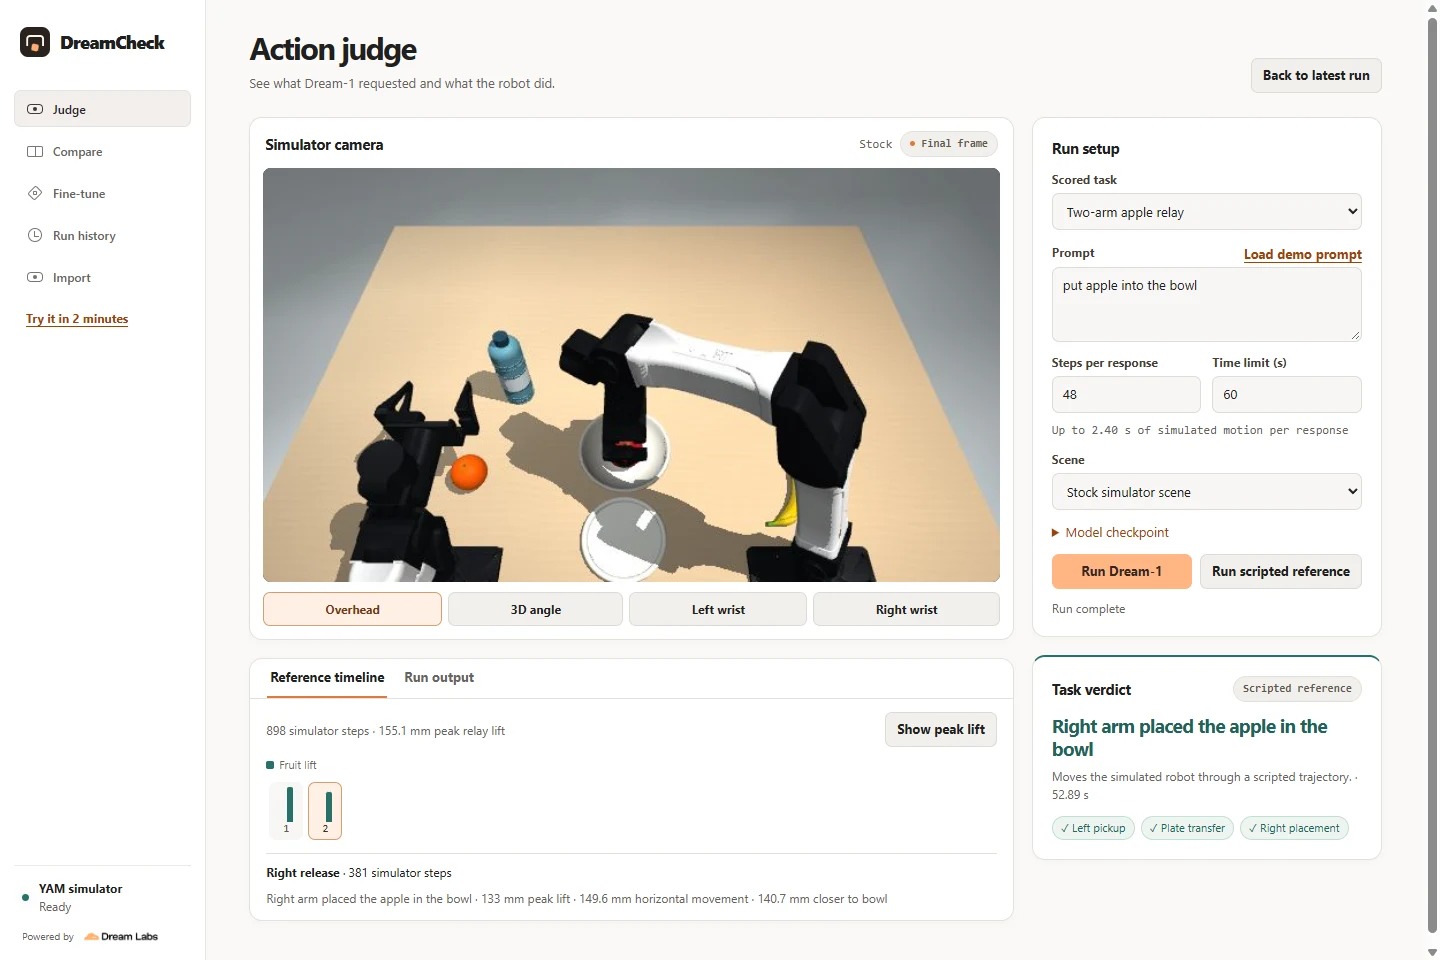 DreamCheck
Judge
Compare
Fine-tune
Run history
Import
Try it in 2 minutes
YAM simulator
Ready
Powered by Dream Labs
Action judge
See what Dream-1 requested and what the robot did.
Back to latest run
Simulator camera
Stock
Final frame
Overhead
3D angle
Left wrist
Right wrist
Reference timeline
Run output
898 simulator steps · 155.1 mm peak relay lift
Show peak lift
Fruit lift
1
2
Right release · 381 simulator steps
Right arm placed the apple in the bowl · 133 mm peak lift · 149.6 mm horizontal movement · 140.7 mm closer to bowl
Run setup
Scored task
Two-arm apple relay
Prompt
Load demo prompt
put apple into the bowl
Steps per response
Time limit (s)
48
60
Up to 2.40 s of simulated motion per response
Scene
Stock simulator scene
Model checkpoint
Run Dream-1
Run scripted reference
Run complete
Task verdict
Scripted reference
Right arm placed the apple in the
bowl
Moves the simulated robot through a scripted trajectory. ·
52.89 s
✓ Left pickup
✓ Plate transfer
✓ Right placement